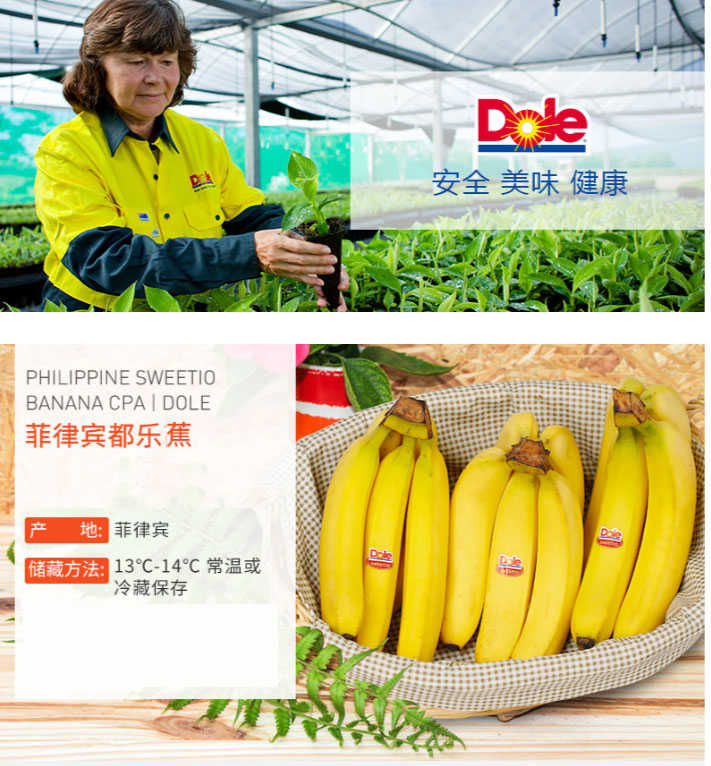 Dole
Dole
安全 美味 健康
PHILIPPINE SWEETIO
BANANA CPA | DOLE
菲律宾都乐蕉
产 地: 菲律宾
储藏方法: 13℃-14℃ 常温或
冷藏保存
Dole
Dole
Dole